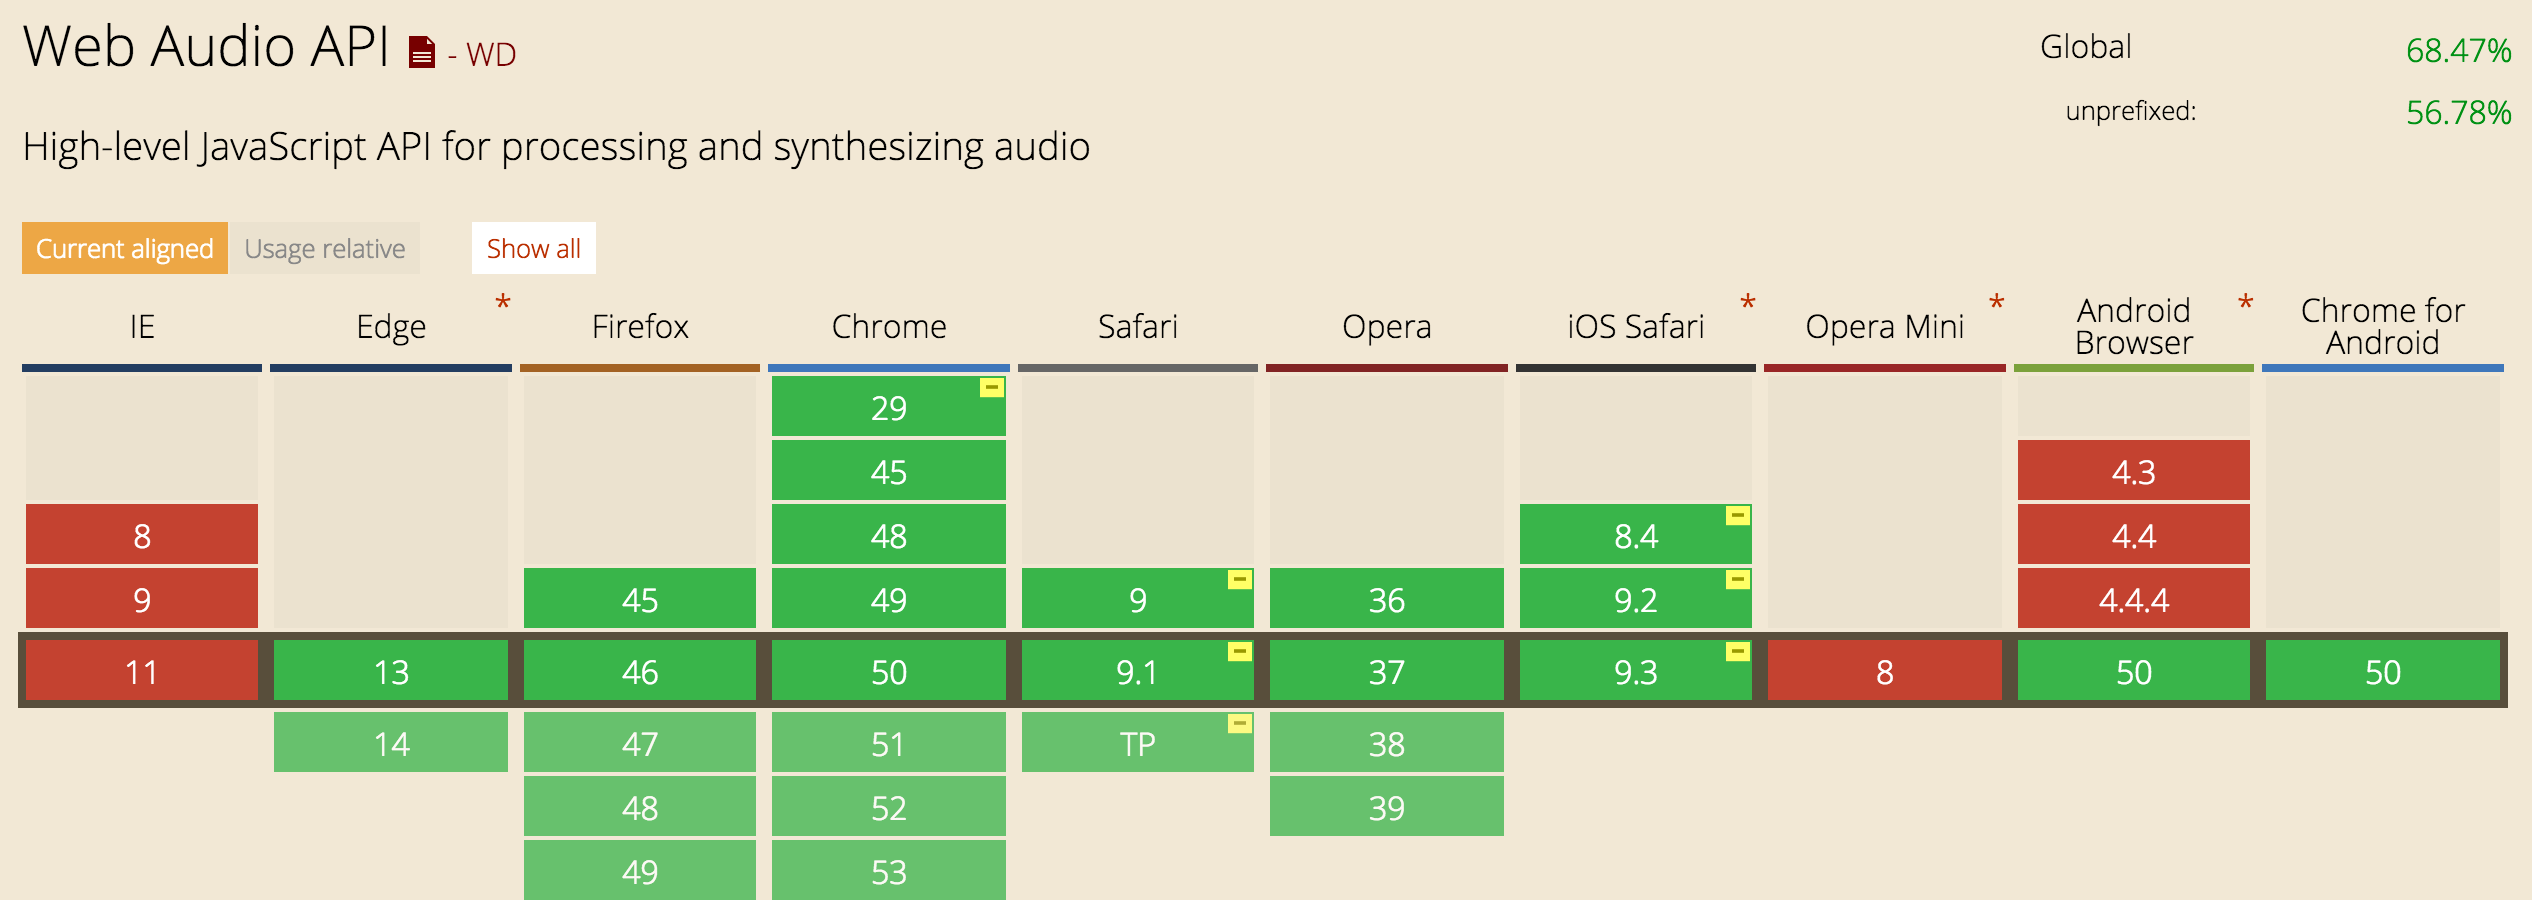 Web Audio API - WD
Global 68.47%
unprefixed: 56.78%
High-level JavaScript API for processing and synthesizing audio
Current aligned Usage relative Show all
IE Edge * Firefox Chrome Safari Opera iOS Safari * Opera Mini * Android Browser * Chrome for Android
29
45 4.3
8 48 8.4 4.4
9 45 49 9 36 9.2 4.4.4
11 13 46 50 9.1 37 9.3 8 50 50
14 47 51 TP 38
48 52 39
49 53